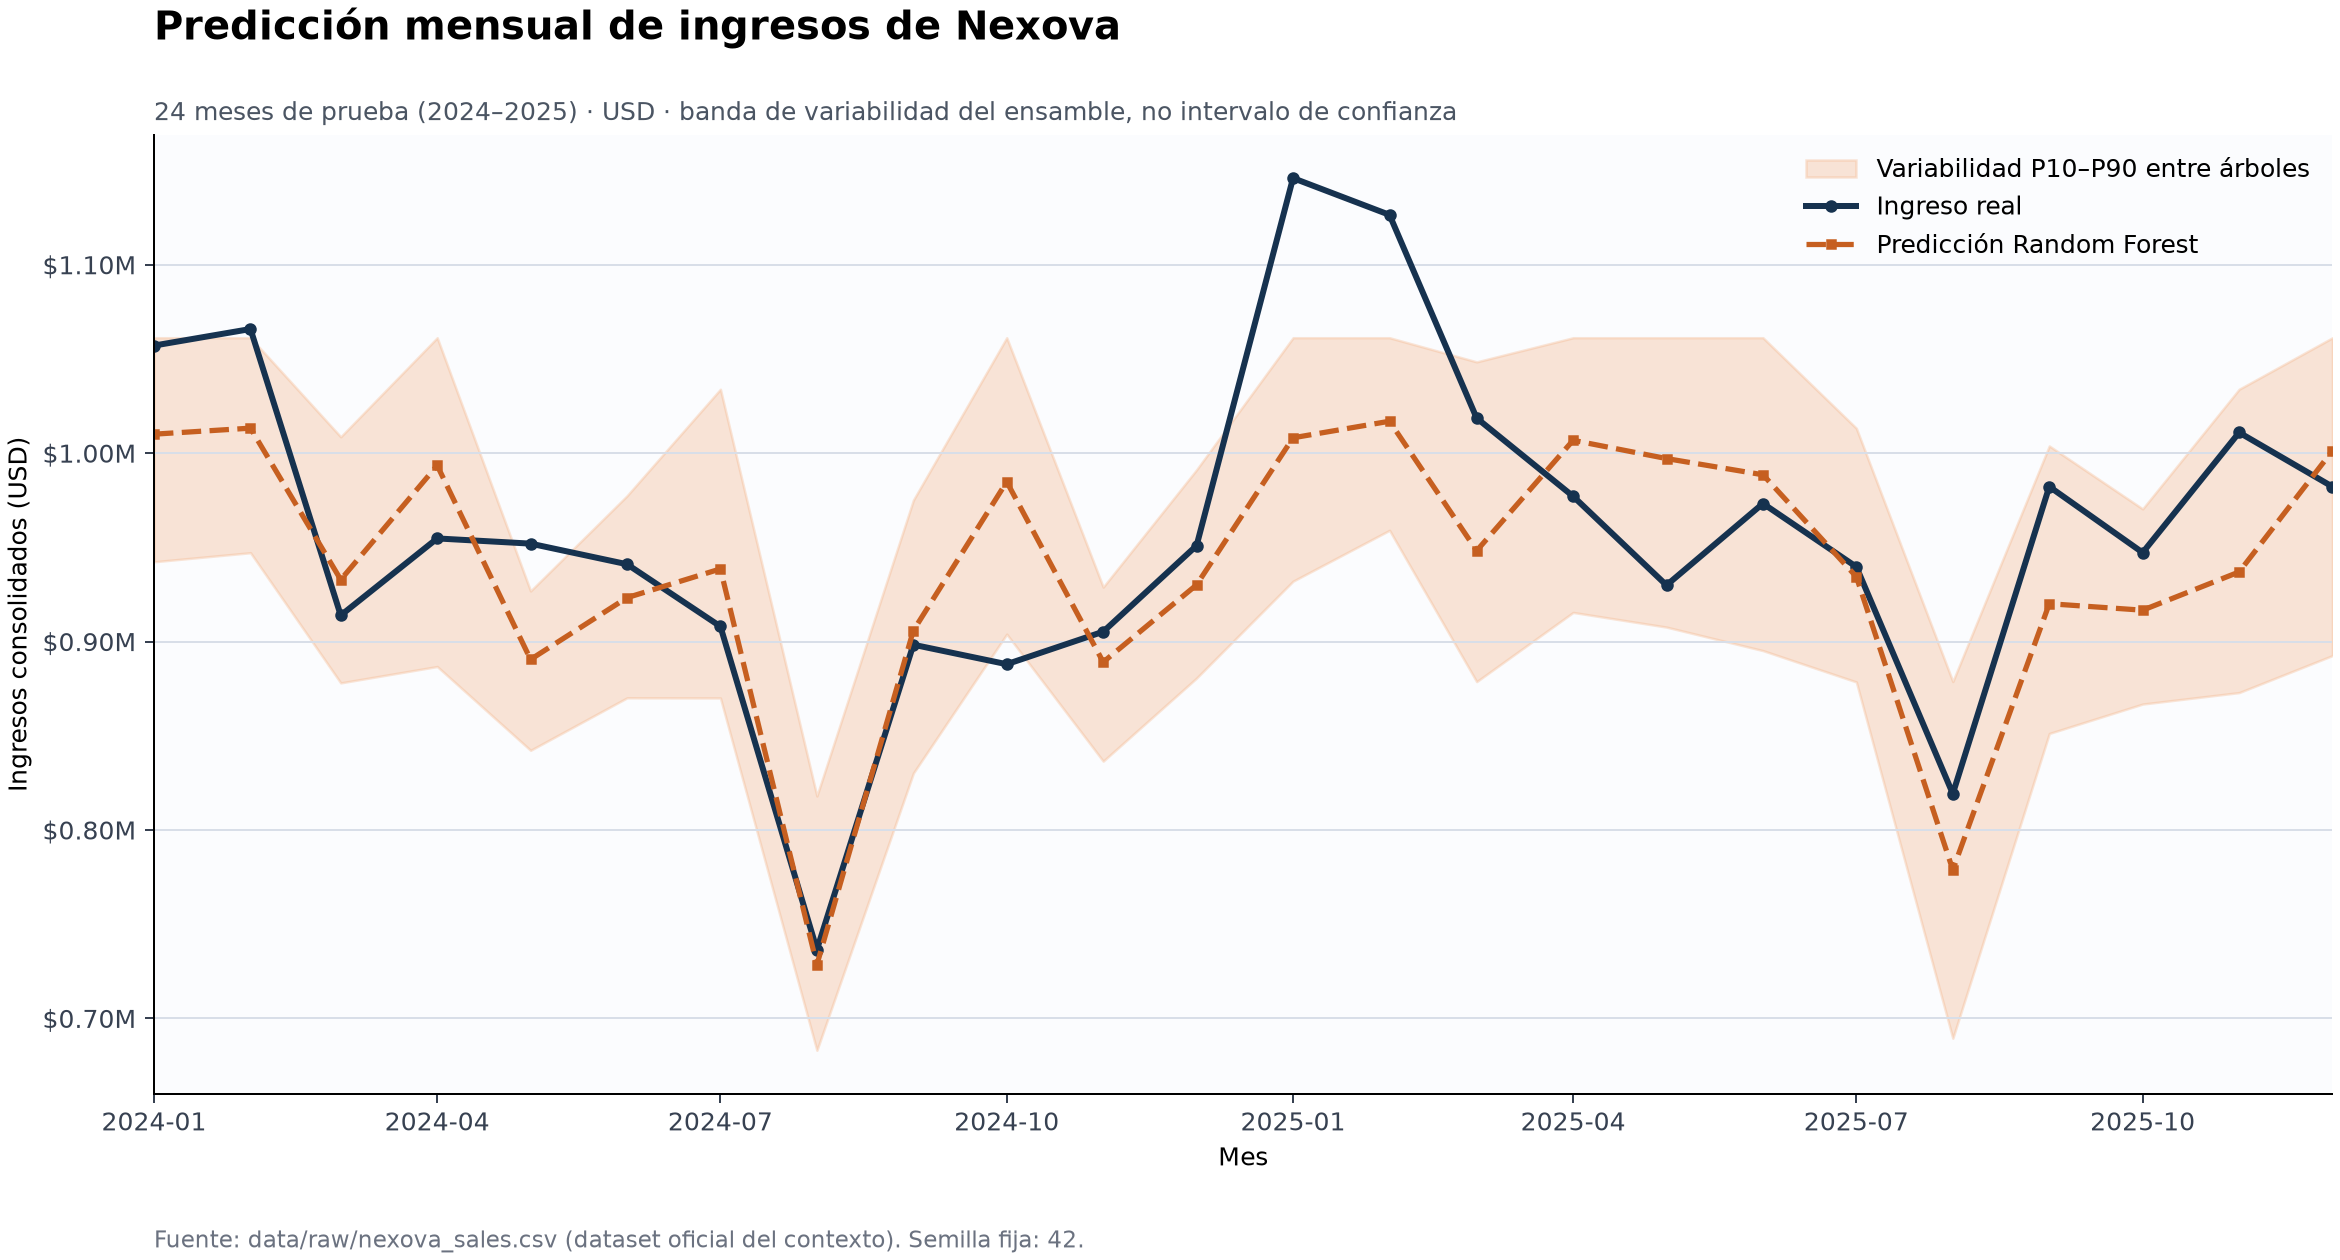 Predicción mensual de ingresos de Nexova
24 meses de prueba (2024–2025) · USD · banda de variabilidad del ensamble, no intervalo de confianza
Variabilidad P10–P90 entre árboles
Ingreso real
Predicción Random Forest
Ingresos consolidados (USD)
$1.10M
$1.00M
$0.90M
$0.80M
$0.70M
2024-01
2024-04
2024-07
2024-10
2025-01
2025-04
2025-07
2025-10
Mes
Fuente: data/raw/nexova_sales.csv (dataset oficial del contexto). Semilla fija: 42.